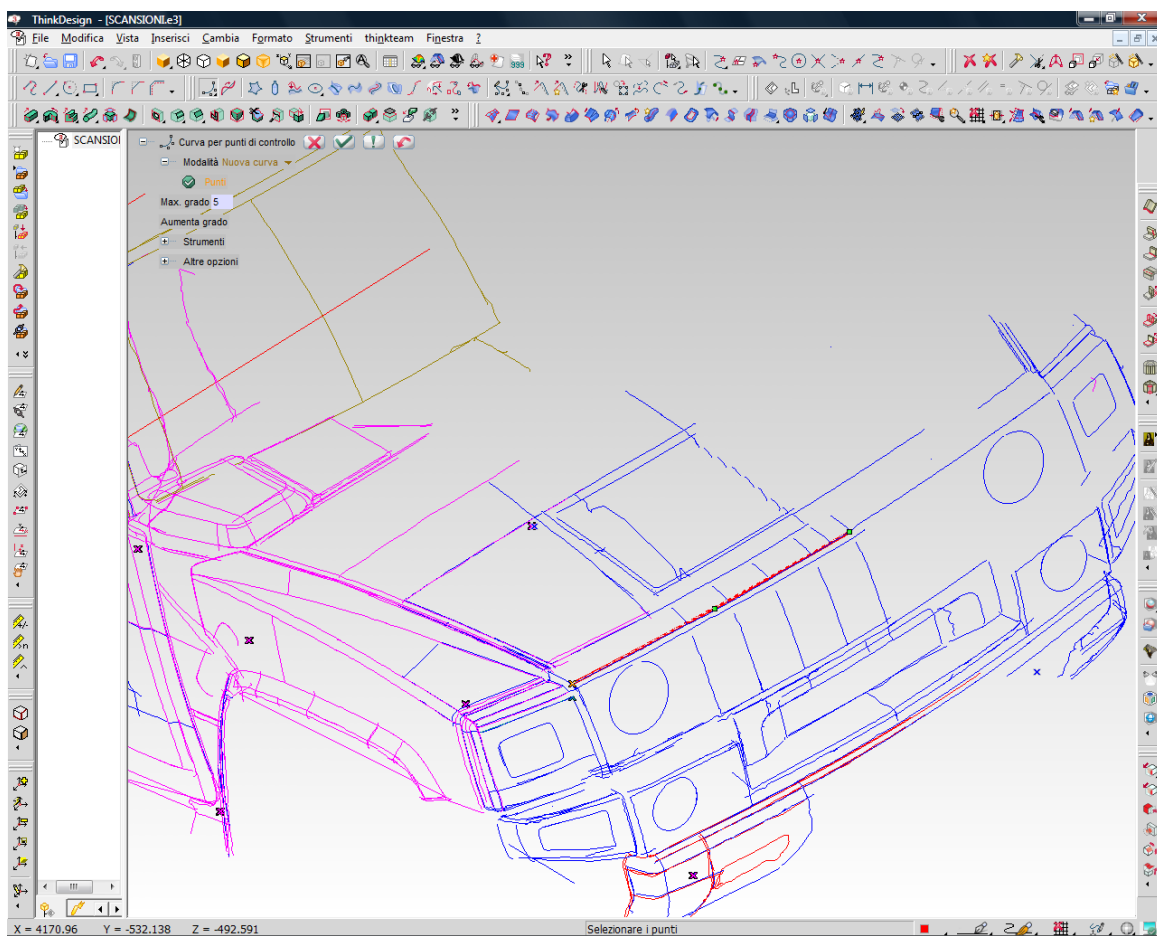 ThinkDesign - [SCANSIONI.e3]
File Modifica Vista Inserisci Cambia Formato Strumenti thinkteam Finestra ?
SCANSIO
Curva per punti di controllo
Modalità Nuova curva
Punti
Max. grado 5
Aumenta grado
Strumenti
Altre opzioni
X = 4170.96 Y = -532.138 Z = -492.591 Selezionare i punti